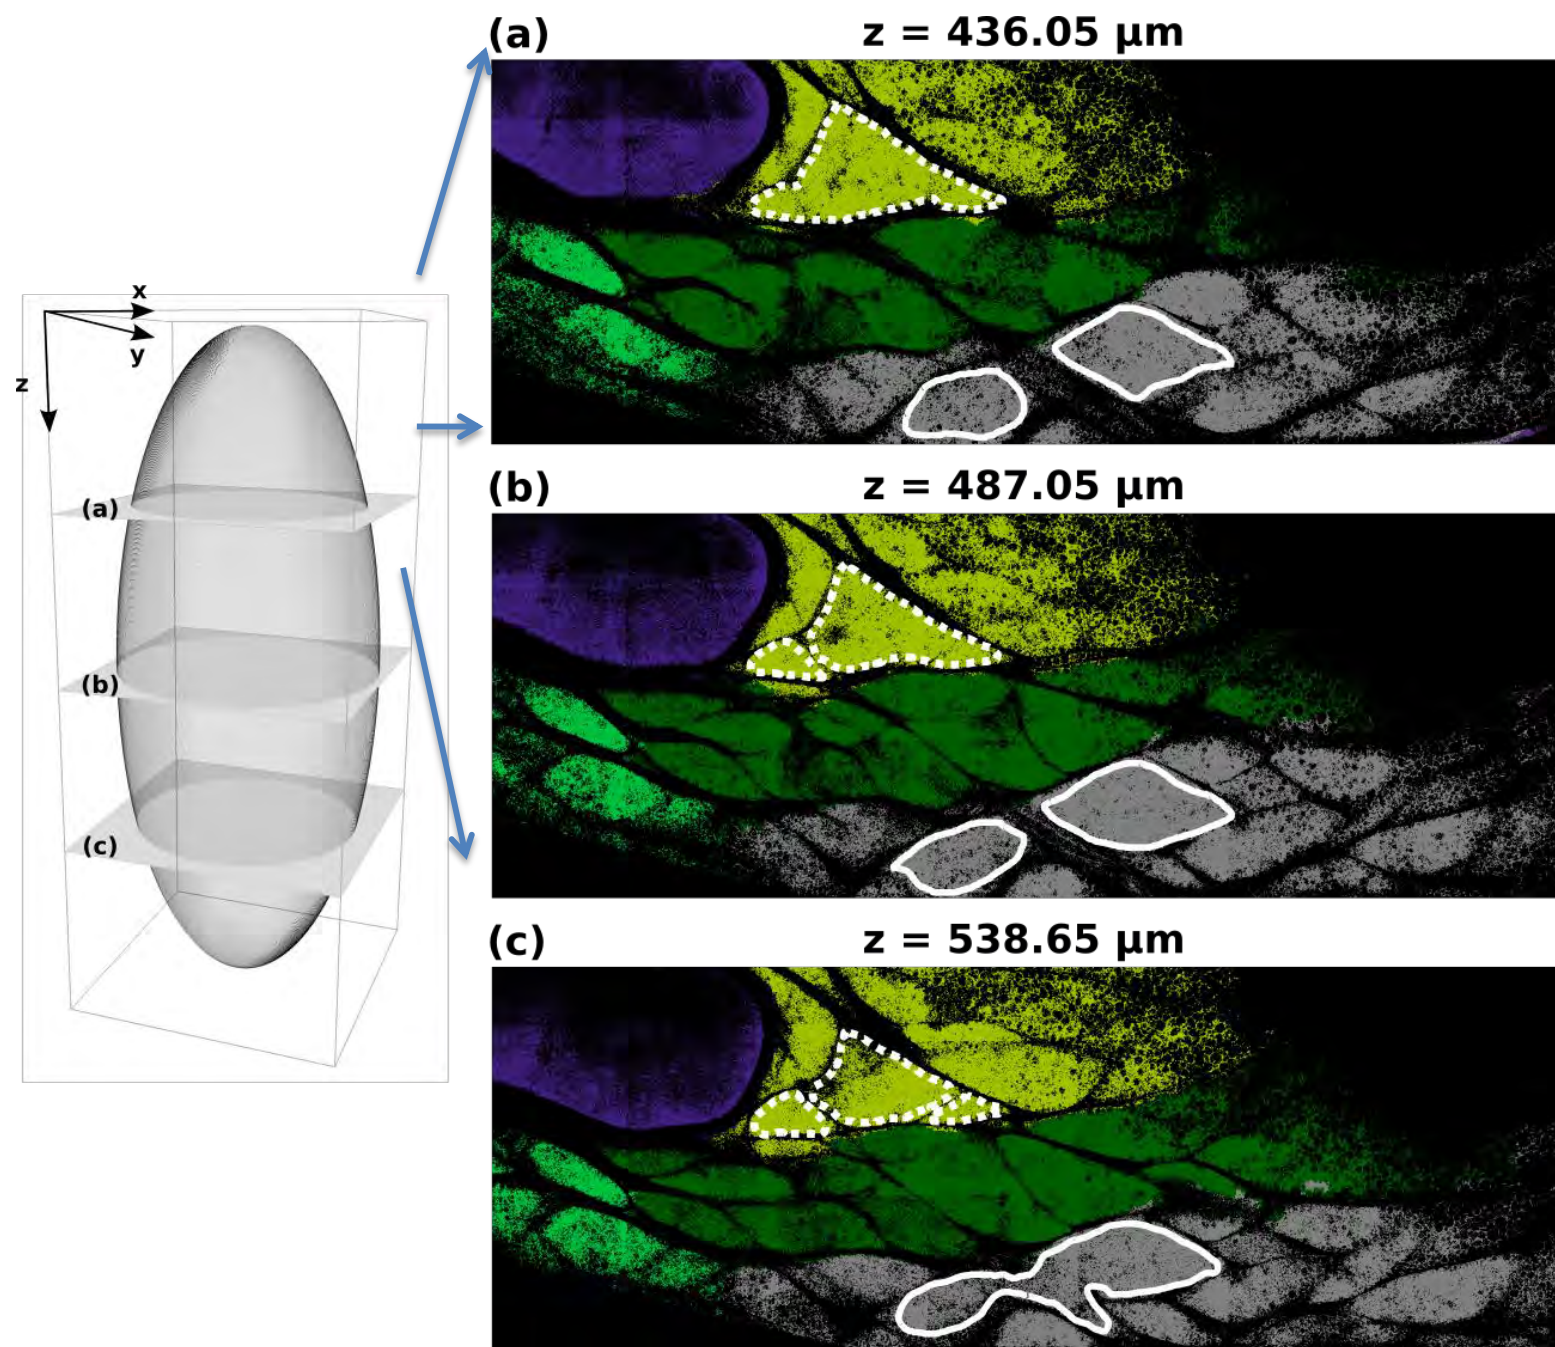 (a) z = 436.05 µm
x
y
z
(a)
(b)
(c)
(b) z = 487.05 µm
(c) z = 538.65 µm